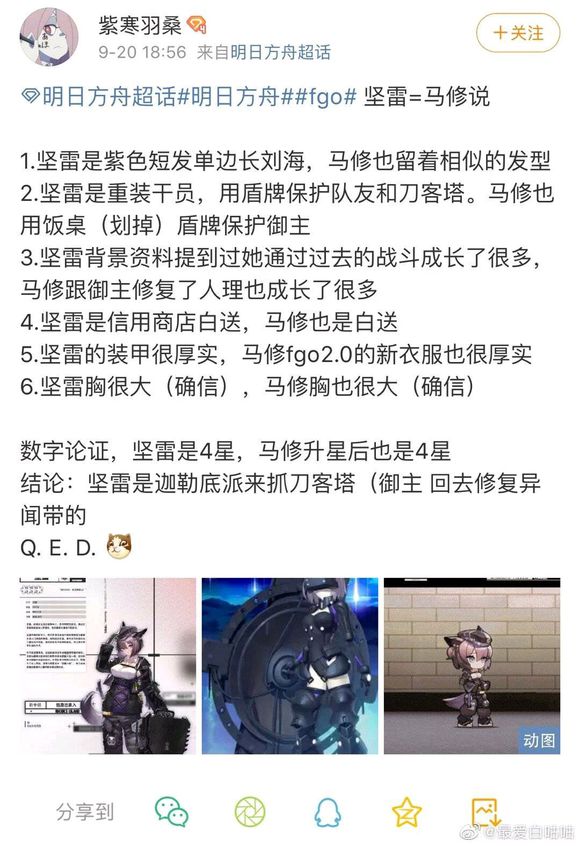 紫寒羽桑
9-20 18:56 来自明日方舟超话
+关注
明日方舟超话#明日方舟##fgo# 坚雷=马修说
1.坚雷是紫色短发单边长刘海，马修也留着相似的发型
2.坚雷是重装干员，用盾牌保护队友和刀客塔。马修也
用饭桌（划掉）盾牌保护御主
3.坚雷背景资料提到过她通过过去的战斗成长了很多，
马修跟御主修复了人理也成长了很多
4.坚雷是信用商店白送，马修也是白送
5.坚雷的装甲很厚实，马修fgo2.0的新衣服也很厚实
6.坚雷胸很大（确信），马修胸也很大（确信）
数字论证，坚雷是4星，马修升星后也是4星
结论：坚雷是迦勒底派来抓刀客塔（御主 回去修复异
闻带的
Q. E. D.
动图
分享到
@最爱白咁咁